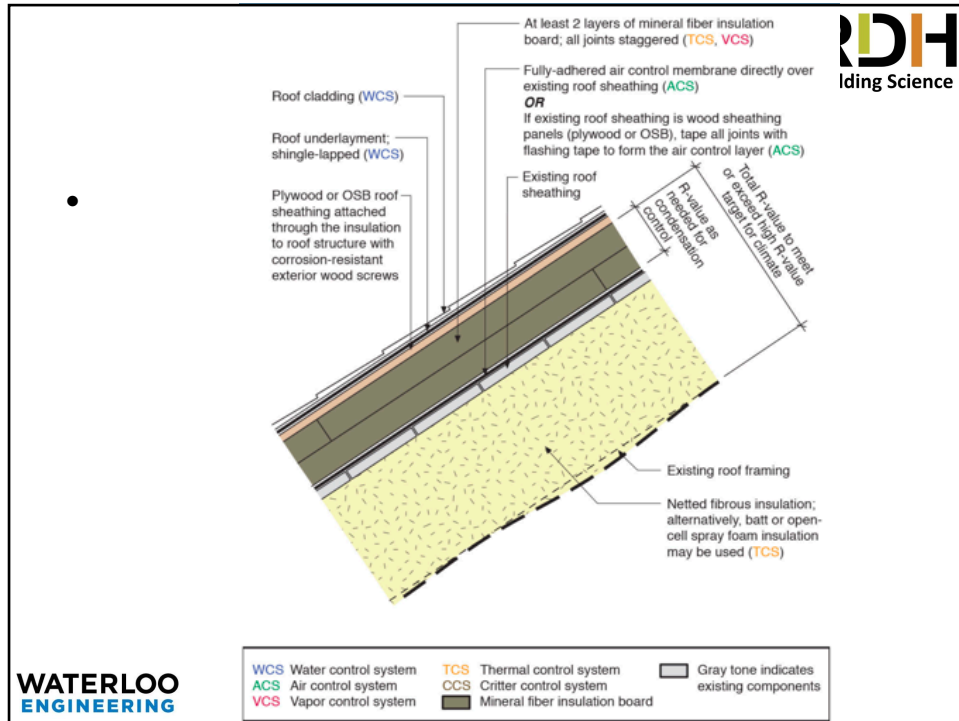 At least 2 layers of mineral fiber insulation
board; all joints staggered (TCS, VCS)
RDH
lding Science
Fully-adhered air control membrane directly over
existing roof sheathing (ACS)
OR
If existing roof sheathing is wood sheathing
panels (plywood or OSB), tape all joints with
flashing tape to form the air control layer (ACS)
Roof cladding (WCS)
Roof underlayment;
shingle-lapped (WCS)
Existing roof
sheathing
•
Plywood or OSB roof
sheathing attached
through the insulation
to roof structure with
corrosion-resistant
exterior wood screws
R-value as
needed for
condensation
control
Total R-value to meet
or exceed high R-value
target for climate
Existing roof framing
Netted fibrous insulation;
alternatively, batt or open-
cell spray foam insulation
may be used (TCS)
WATERLOO
ENGINEERING
WCS Water control system
ACS Air control system
VCS Vapor control system
TCS Thermal control system
CCS Critter control system
Mineral fiber insulation board
Gray tone indicates
existing components